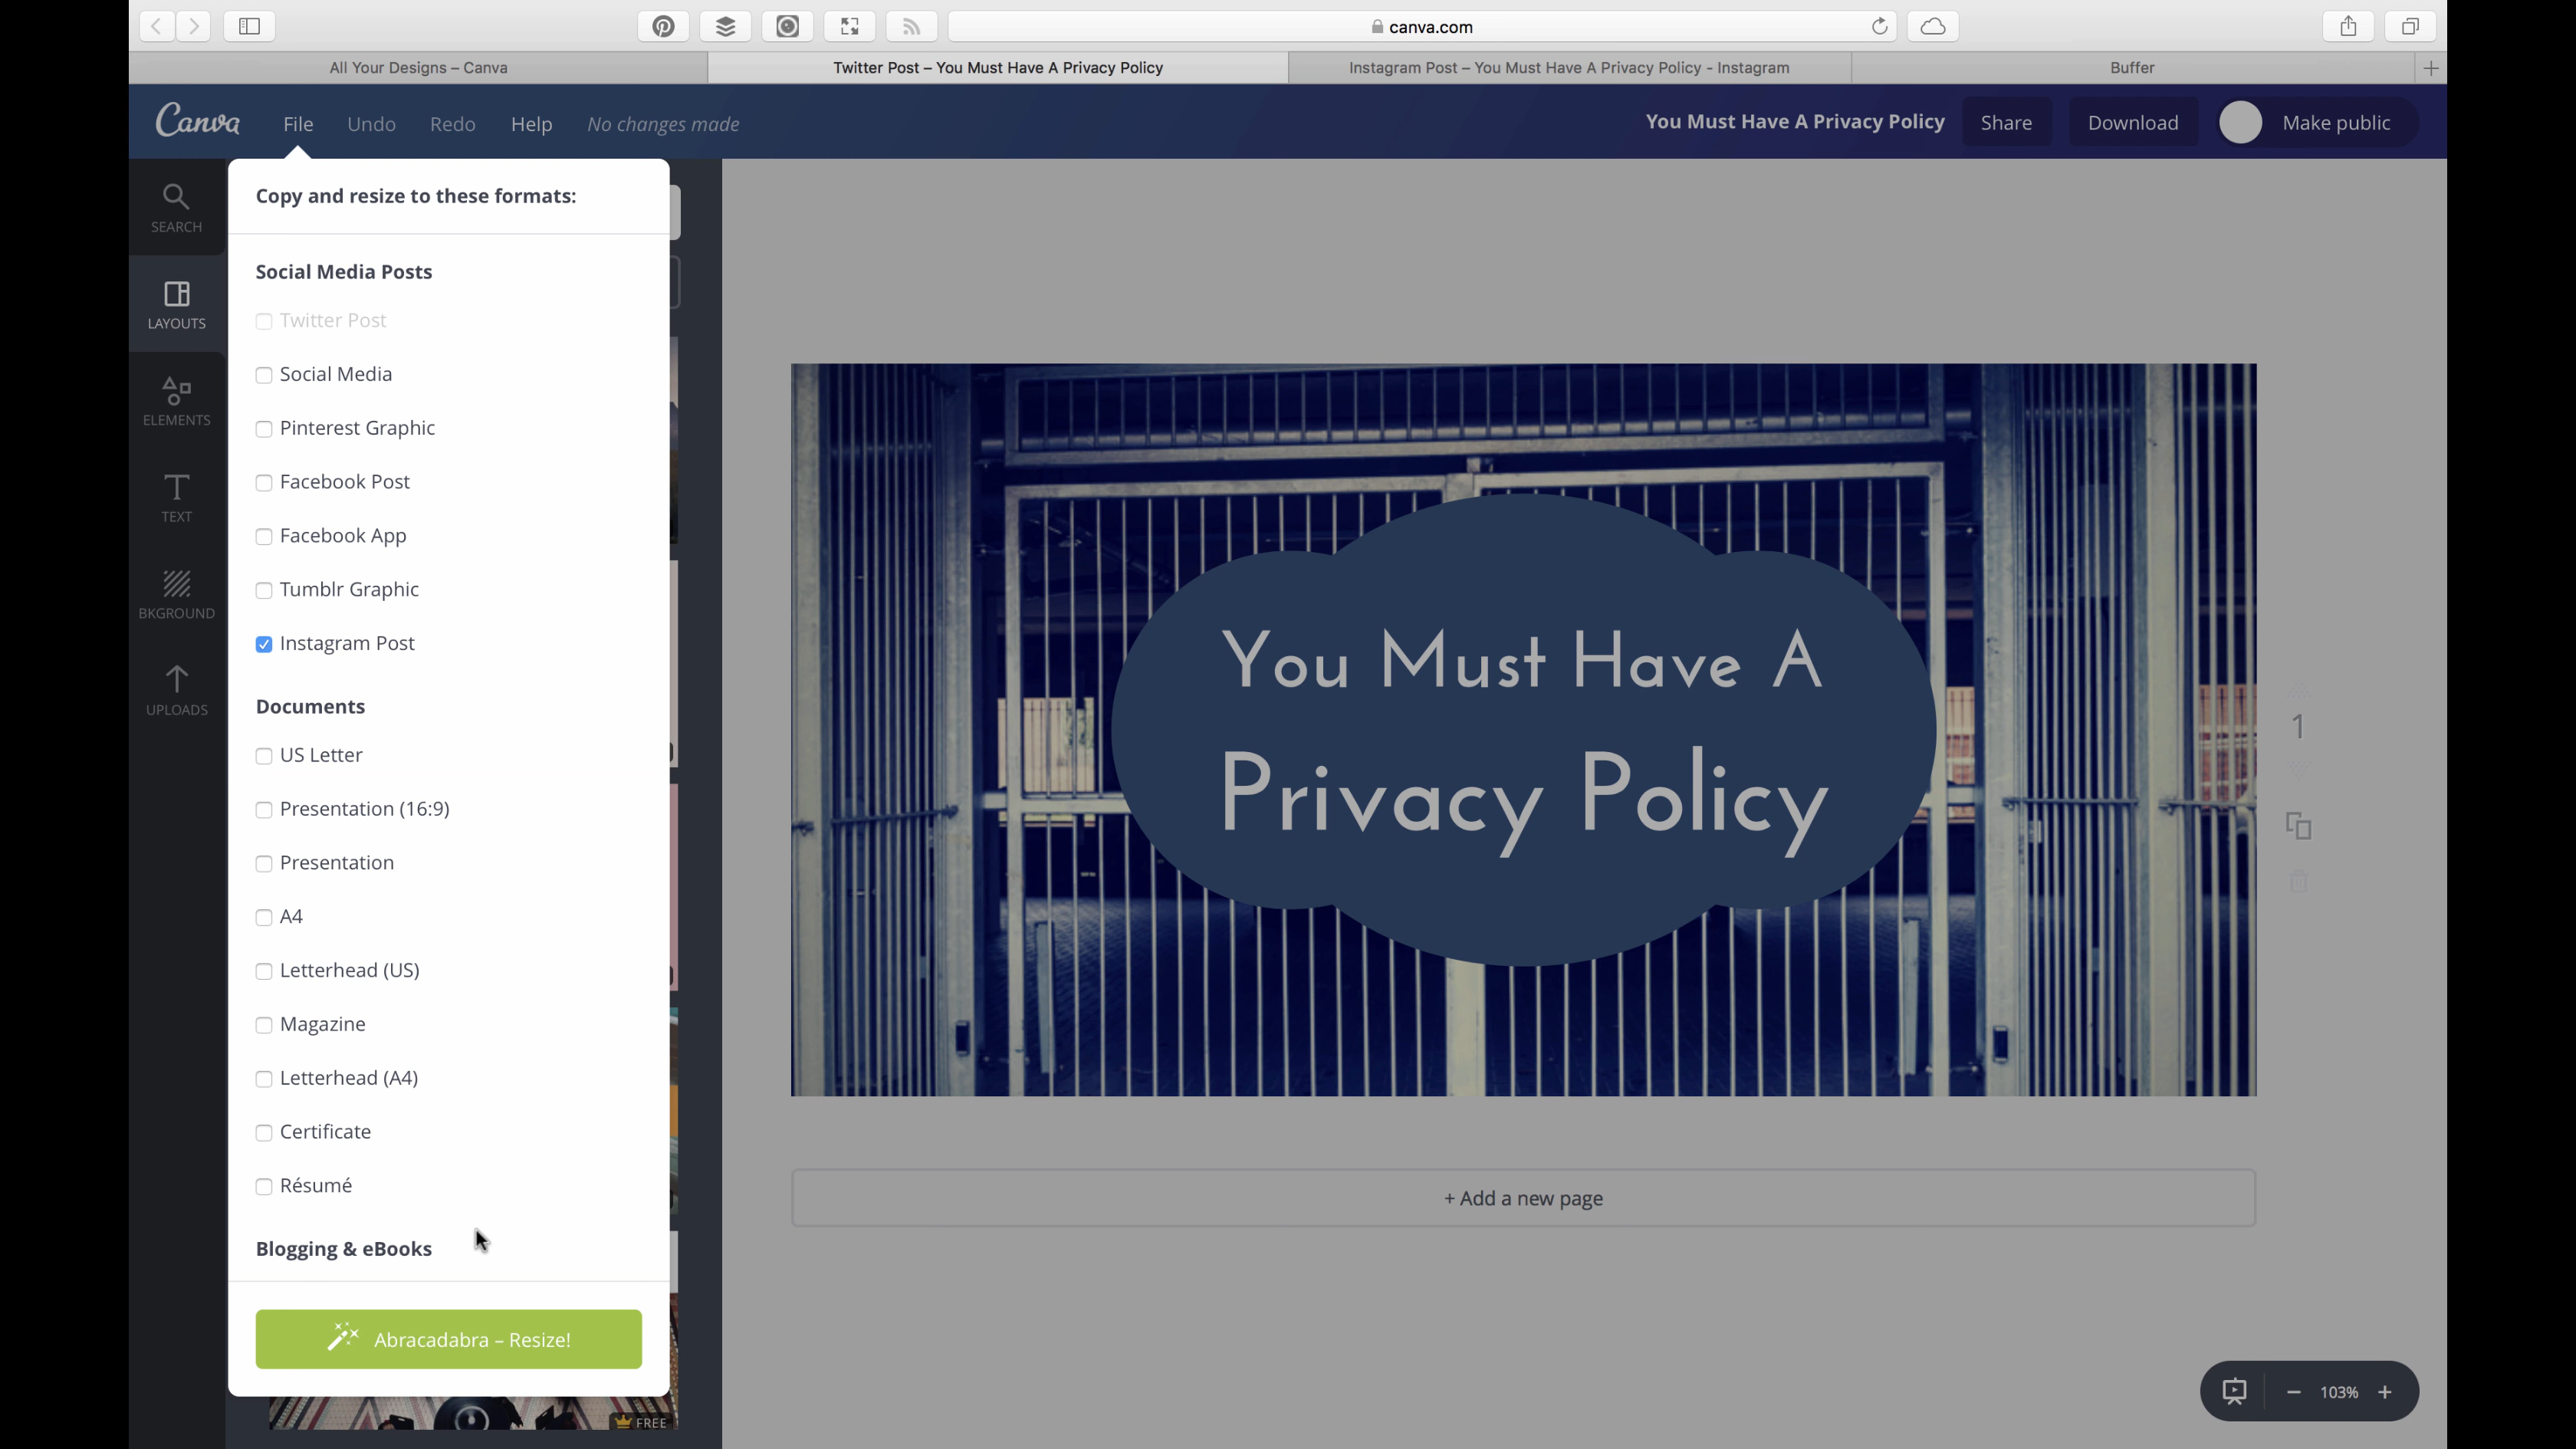 canva.com
All Your Designs – Canva
Twitter Post – You Must Have A Privacy Policy
Instagram Post – You Must Have A Privacy Policy - Instagram
Buffer
Canva
File
Undo
Redo
Help
No changes made
You Must Have A Privacy Policy
Share
Download
Make public
SEARCH
LAYOUTS
ELEMENTS
TEXT
BKGROUND
UPLOADS
Copy and resize to these formats:
Social Media Posts
Twitter Post
Social Media
Pinterest Graphic
Facebook Post
Facebook App
Tumblr Graphic
Instagram Post
Documents
US Letter
Presentation (16:9)
Presentation
A4
Letterhead (US)
Magazine
Letterhead (A4)
Certificate
Résumé
Blogging & eBooks
Abracadabra – Resize!
FREE
You Must Have A
Privacy Policy
1
+ Add a new page
103%